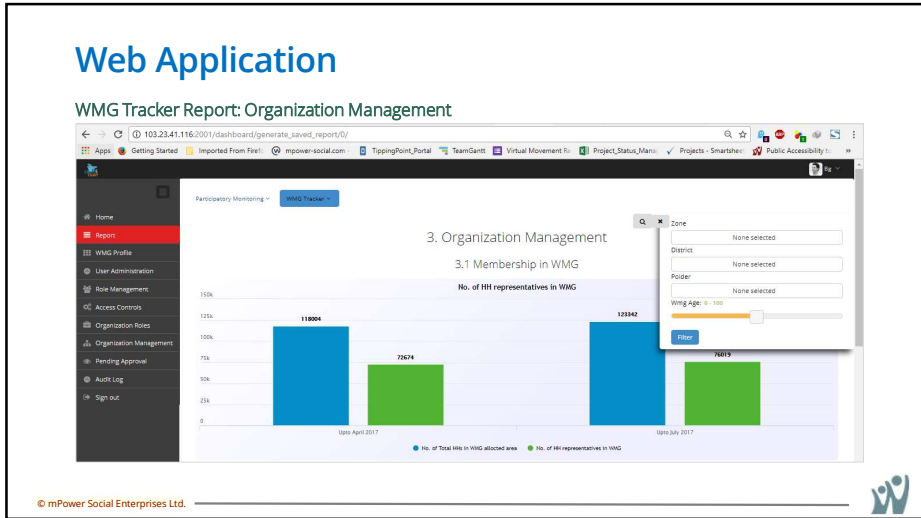 Web Application
WMG Tracker Report: Organization Management
103.23.41.116:2001/dashboard/generate_saved_report/0/
Apps Getting Started Imported From Firefo mpower-social.com - TippingPoint_Portal TeamGantt Virtual Movement Re Project_Status_Manag Projects - Smartsheet Public Accessibility to »
Participatory Monitoring WMG Tracker
Home
Report
WMG Profile
User Administration
Role Management
Access Controls
Organization Roles
Organization Management
Pending Approval
Audit Log
Sign out
3. Organization Management
3.1 Membership in WMG
No. of HH representatives in WMG
150k
125k
100k
75k
50k
25k
0
118004
72674
123342
76019
Upto April 2017
Upto July 2017
No. of Total HHs in WMG allocted area No. of HH representatives in WMG
Zone
None selected
District
None selected
Polder
None selected
Wmg Age: 0 - 100
Filter
© mPower Social Enterprises Ltd.